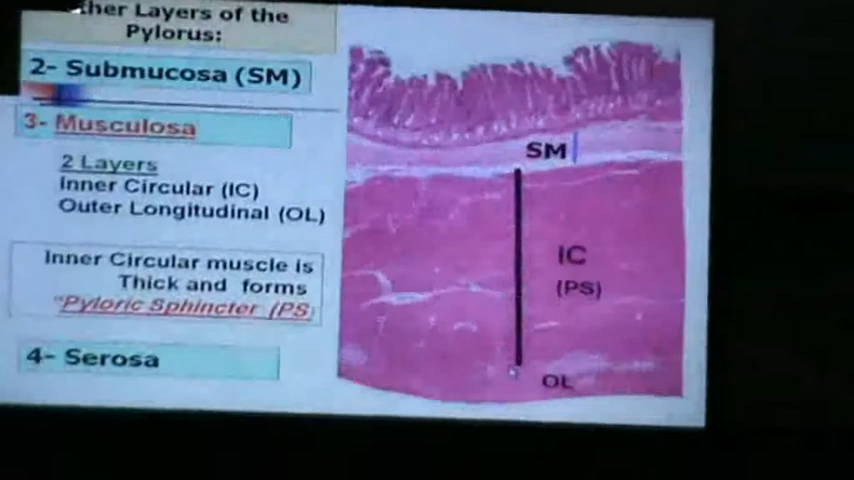 her Layers of the
Pylorus:
2- Submucosa (SM)
3- Musculosa
2 Layers
Inner Circular (IC)
Outer Longitudinal (OL)
Inner Circular muscle is
Thick and forms
"Pyloric Sphincter (PS)
4- Serosa
SM
IC
(PS)
OL